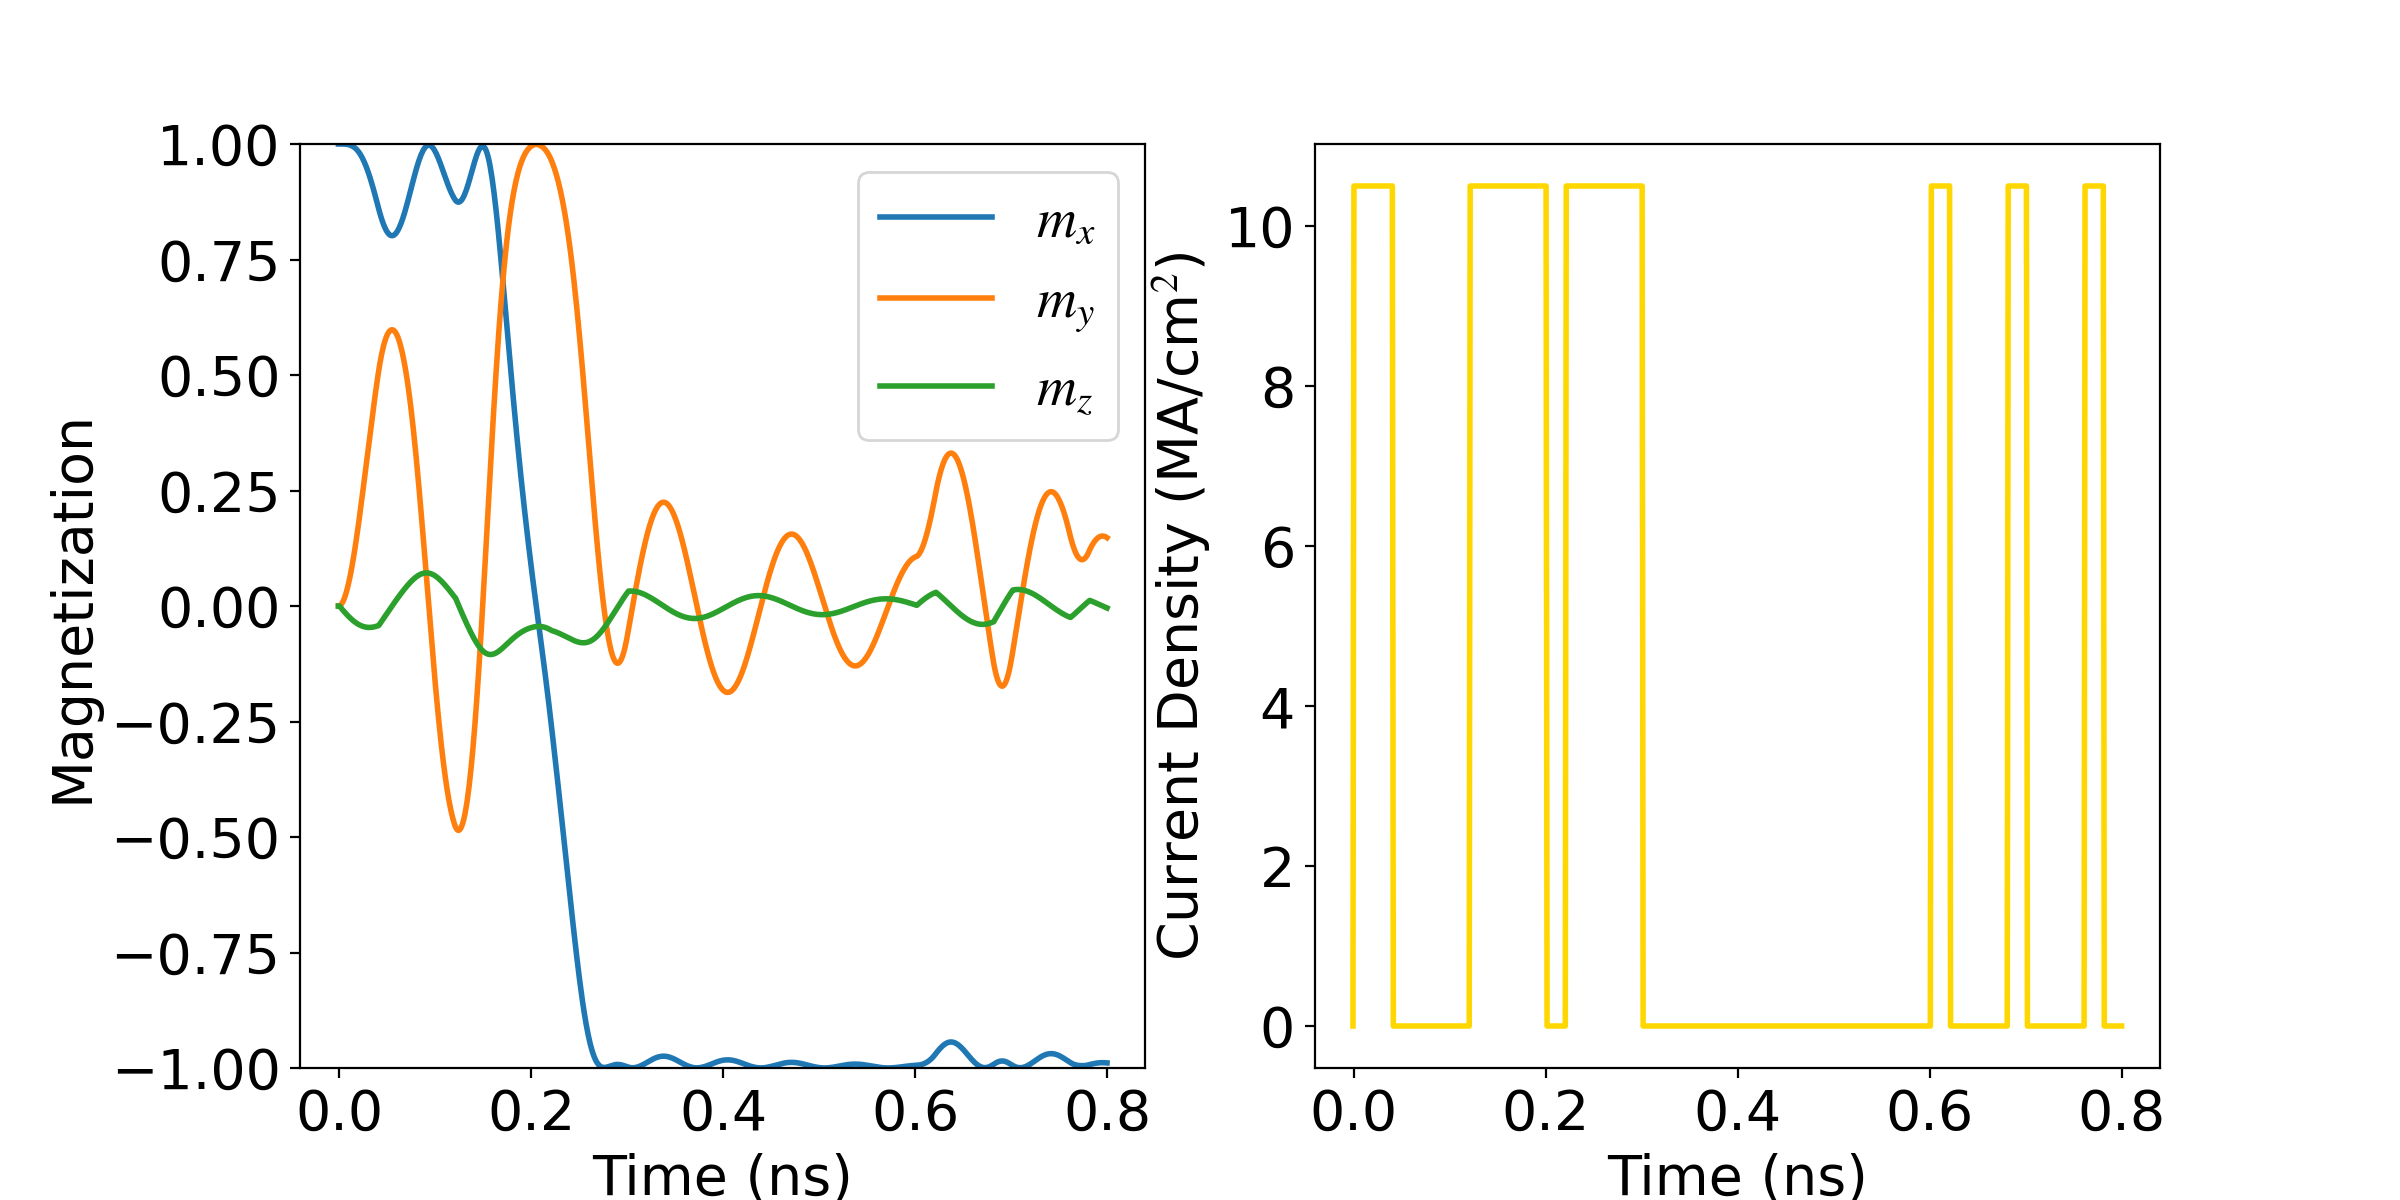 1.00
0.75
0.50
0.25
0.00
−0.25
−0.50
−0.75
−1.00
Magnetization
0.0 0.2 0.4 0.6 0.8
Time (ns)
m_x
m_y
m_z
Current Density (MA/cm²)
10
8
6
4
2
0
0.0 0.2 0.4 0.6 0.8
Time (ns)